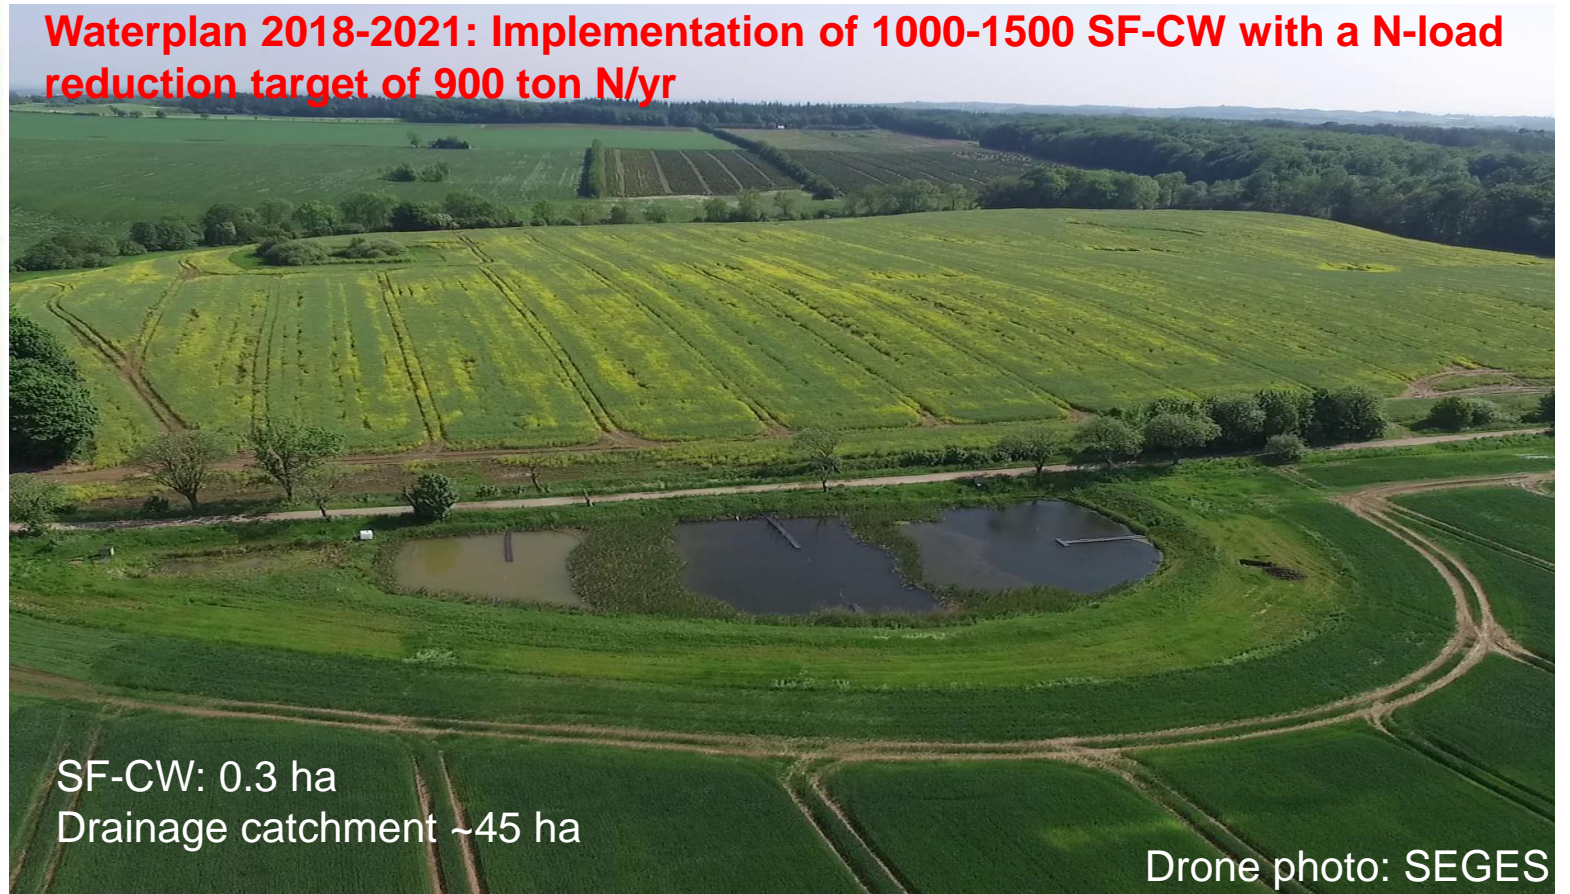 Waterplan 2018-2021: Implementation of 1000-1500 SF-CW with a N-load
reduction target of 900 ton N/yr
SF-CW: 0.3 ha
Drainage catchment ~45 ha
Drone photo: SEGES